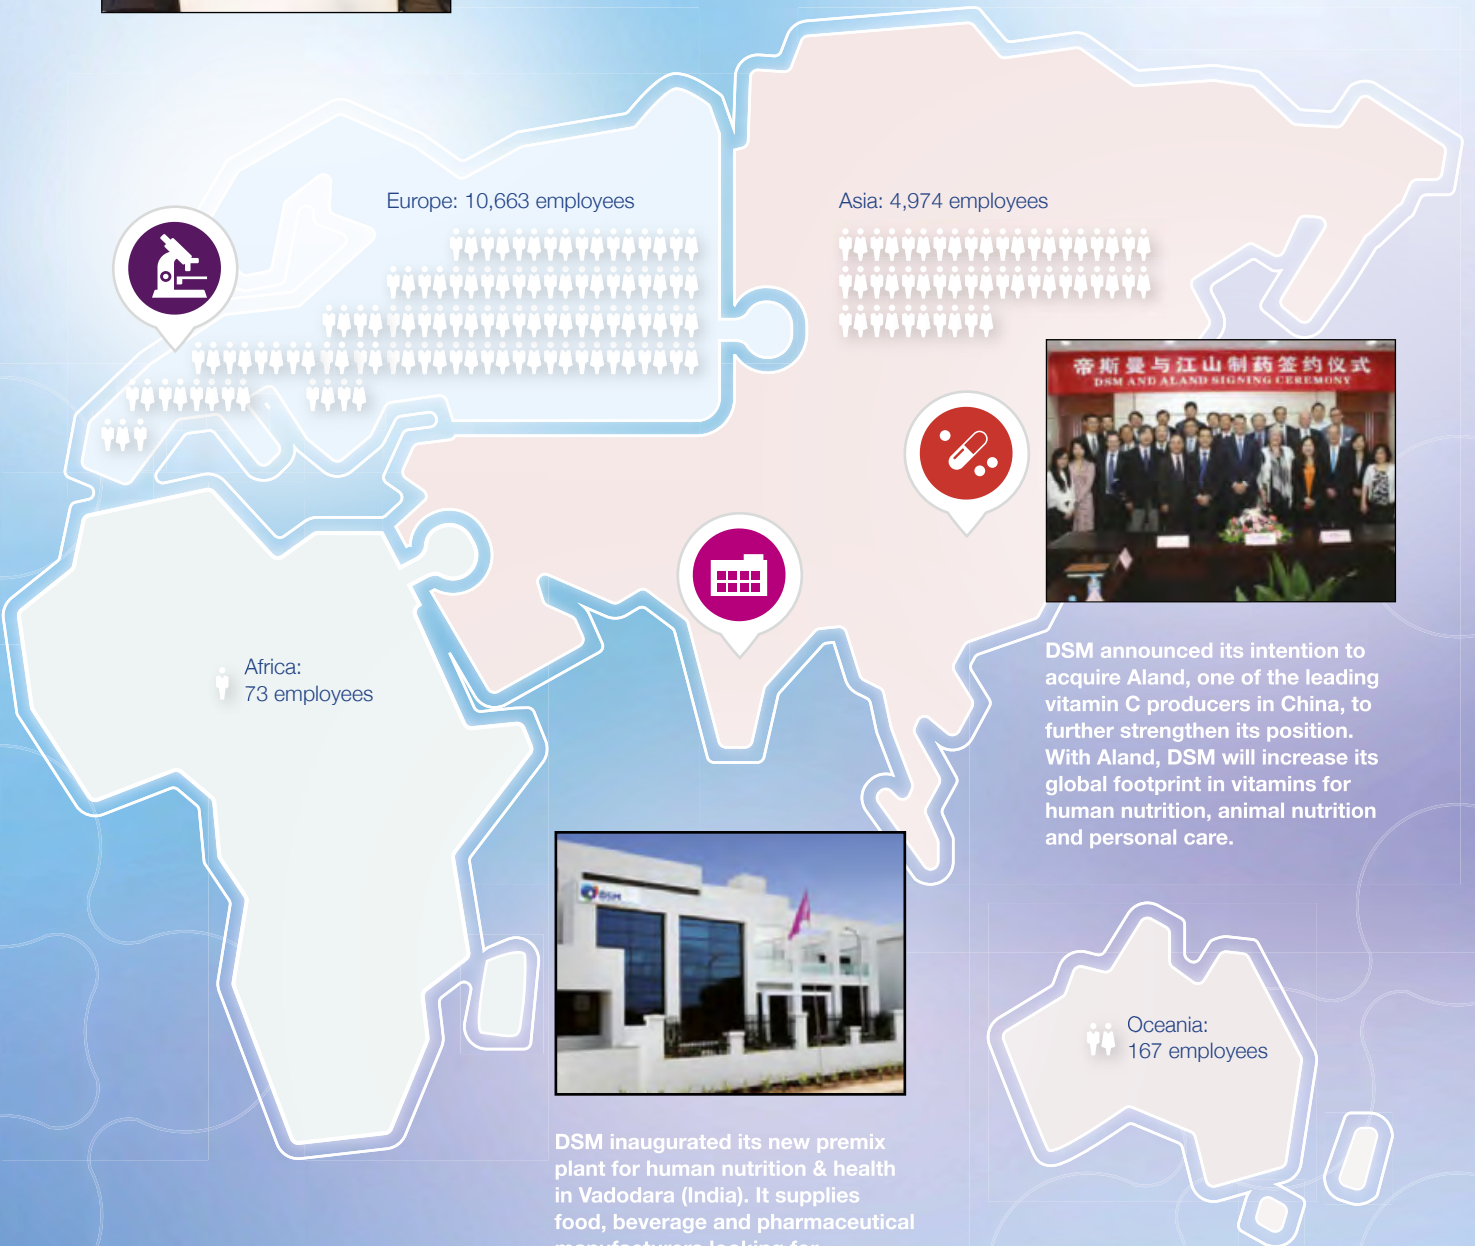 Europe: 10,663 employees
Asia: 4,974 employees
帝斯曼与江山制药签约仪式
DSM AND ALAND SIGNING CEREMONY
DSM announced its intention to
acquire Aland, one of the leading
vitamin C producers in China, to
further strengthen its position.
With Aland, DSM will increase its
global footprint in vitamins for
human nutrition, animal nutrition
and personal care.
Africa:
73 employees
DSM
Oceania:
167 employees
DSM inaugurated its new premix
plant for human nutrition & health
in Vadodara (India). It supplies
food, beverage and pharmaceutical
manufacturers looking for